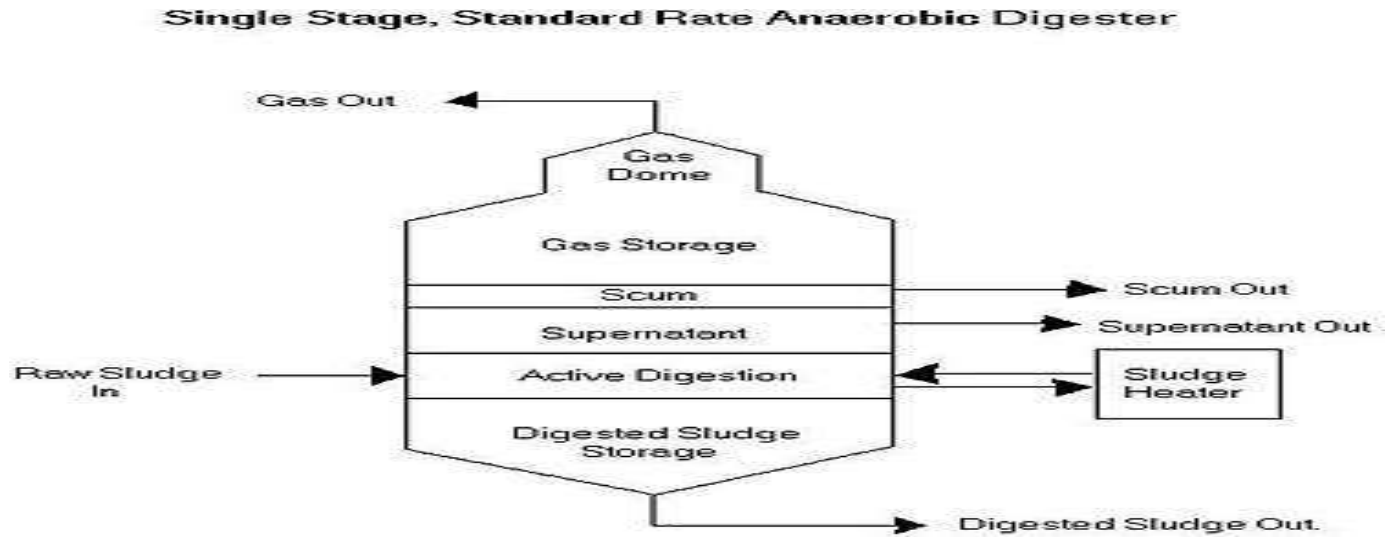 Single Stage, Standard Rate Anaerobic Digester
Gas Out
Gas
Dome
Gas Storage
Scum
Scum Out
Supernatant
Supernatant Out
Raw Sludge
In
Active Digestion
Sludge
Heater
Digested Sludge
Storage
Digested Sludge Out.